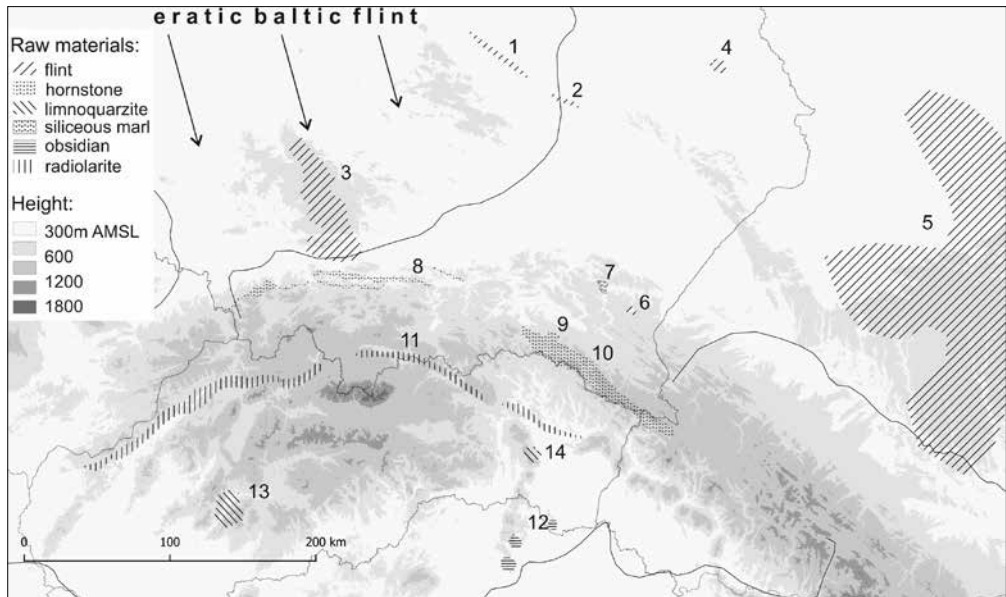 eratic baltic flint
Raw materials:
flint
hornstone
limnoquarzite
siliceous marl
obsidian
radiolarite
Height:
300m AMSL
600
1200
1800
1
2
3
4
5
6
7
8
9
10
11
12
13
14
0 100 200 km